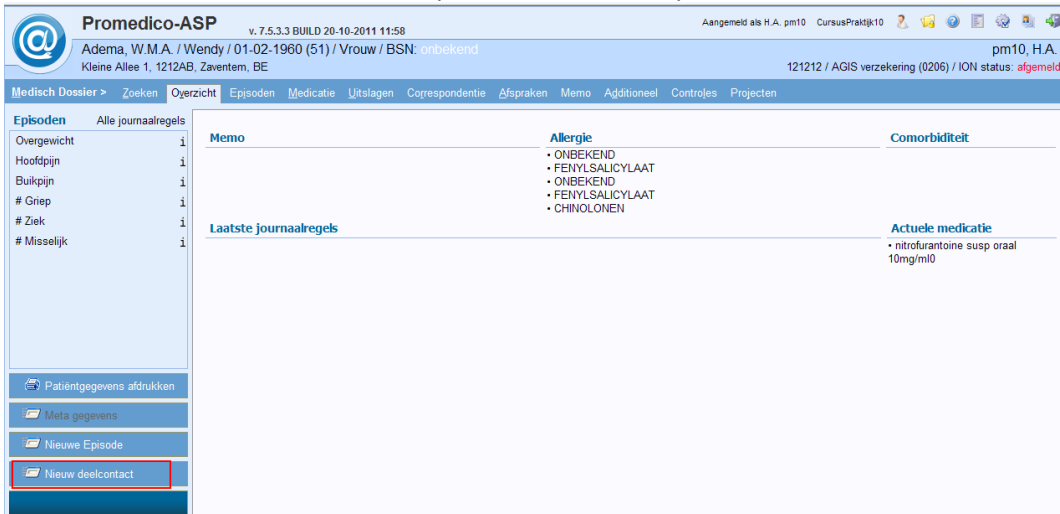 Promedico-ASP v. 7.5.3.3 BUILD 20-10-2011 11:58 Aangemeld als H.A. pm10 CursusPraktijk10
Adema, W.M.A. / Wendy / 01-02-1960 (51) / Vrouw / BSN: onbekend pm10, H.A.
Kleine Allee 1, 1212AB, Zaventem, BE 121212 / AGIS verzekering (0206) / ION status: afgemeld
Medisch Dossier > Zoeken Overzicht Episoden Medicatie Uitslagen Correspondentie Afspraken Memo Additioneel Controles Projecten
Episoden Alle journaalregels
Overgewicht i
Hoofdpijn i
Buikpijn i
# Griep i
# Ziek i
# Misselijk i
Patiëntgegevens afdrukken
Meta gegevens
Nieuwe Episode
Nieuw deelcontact
Memo
Allergie
• ONBEKEND
• FENYLSALICYLAAT
• ONBEKEND
• FENYLSALICYLAAT
• CHINOLONEN
Comorbiditeit
Laatste journaalregels
Actuele medicatie
• nitrofurantoine susp oraal
10mg/ml0